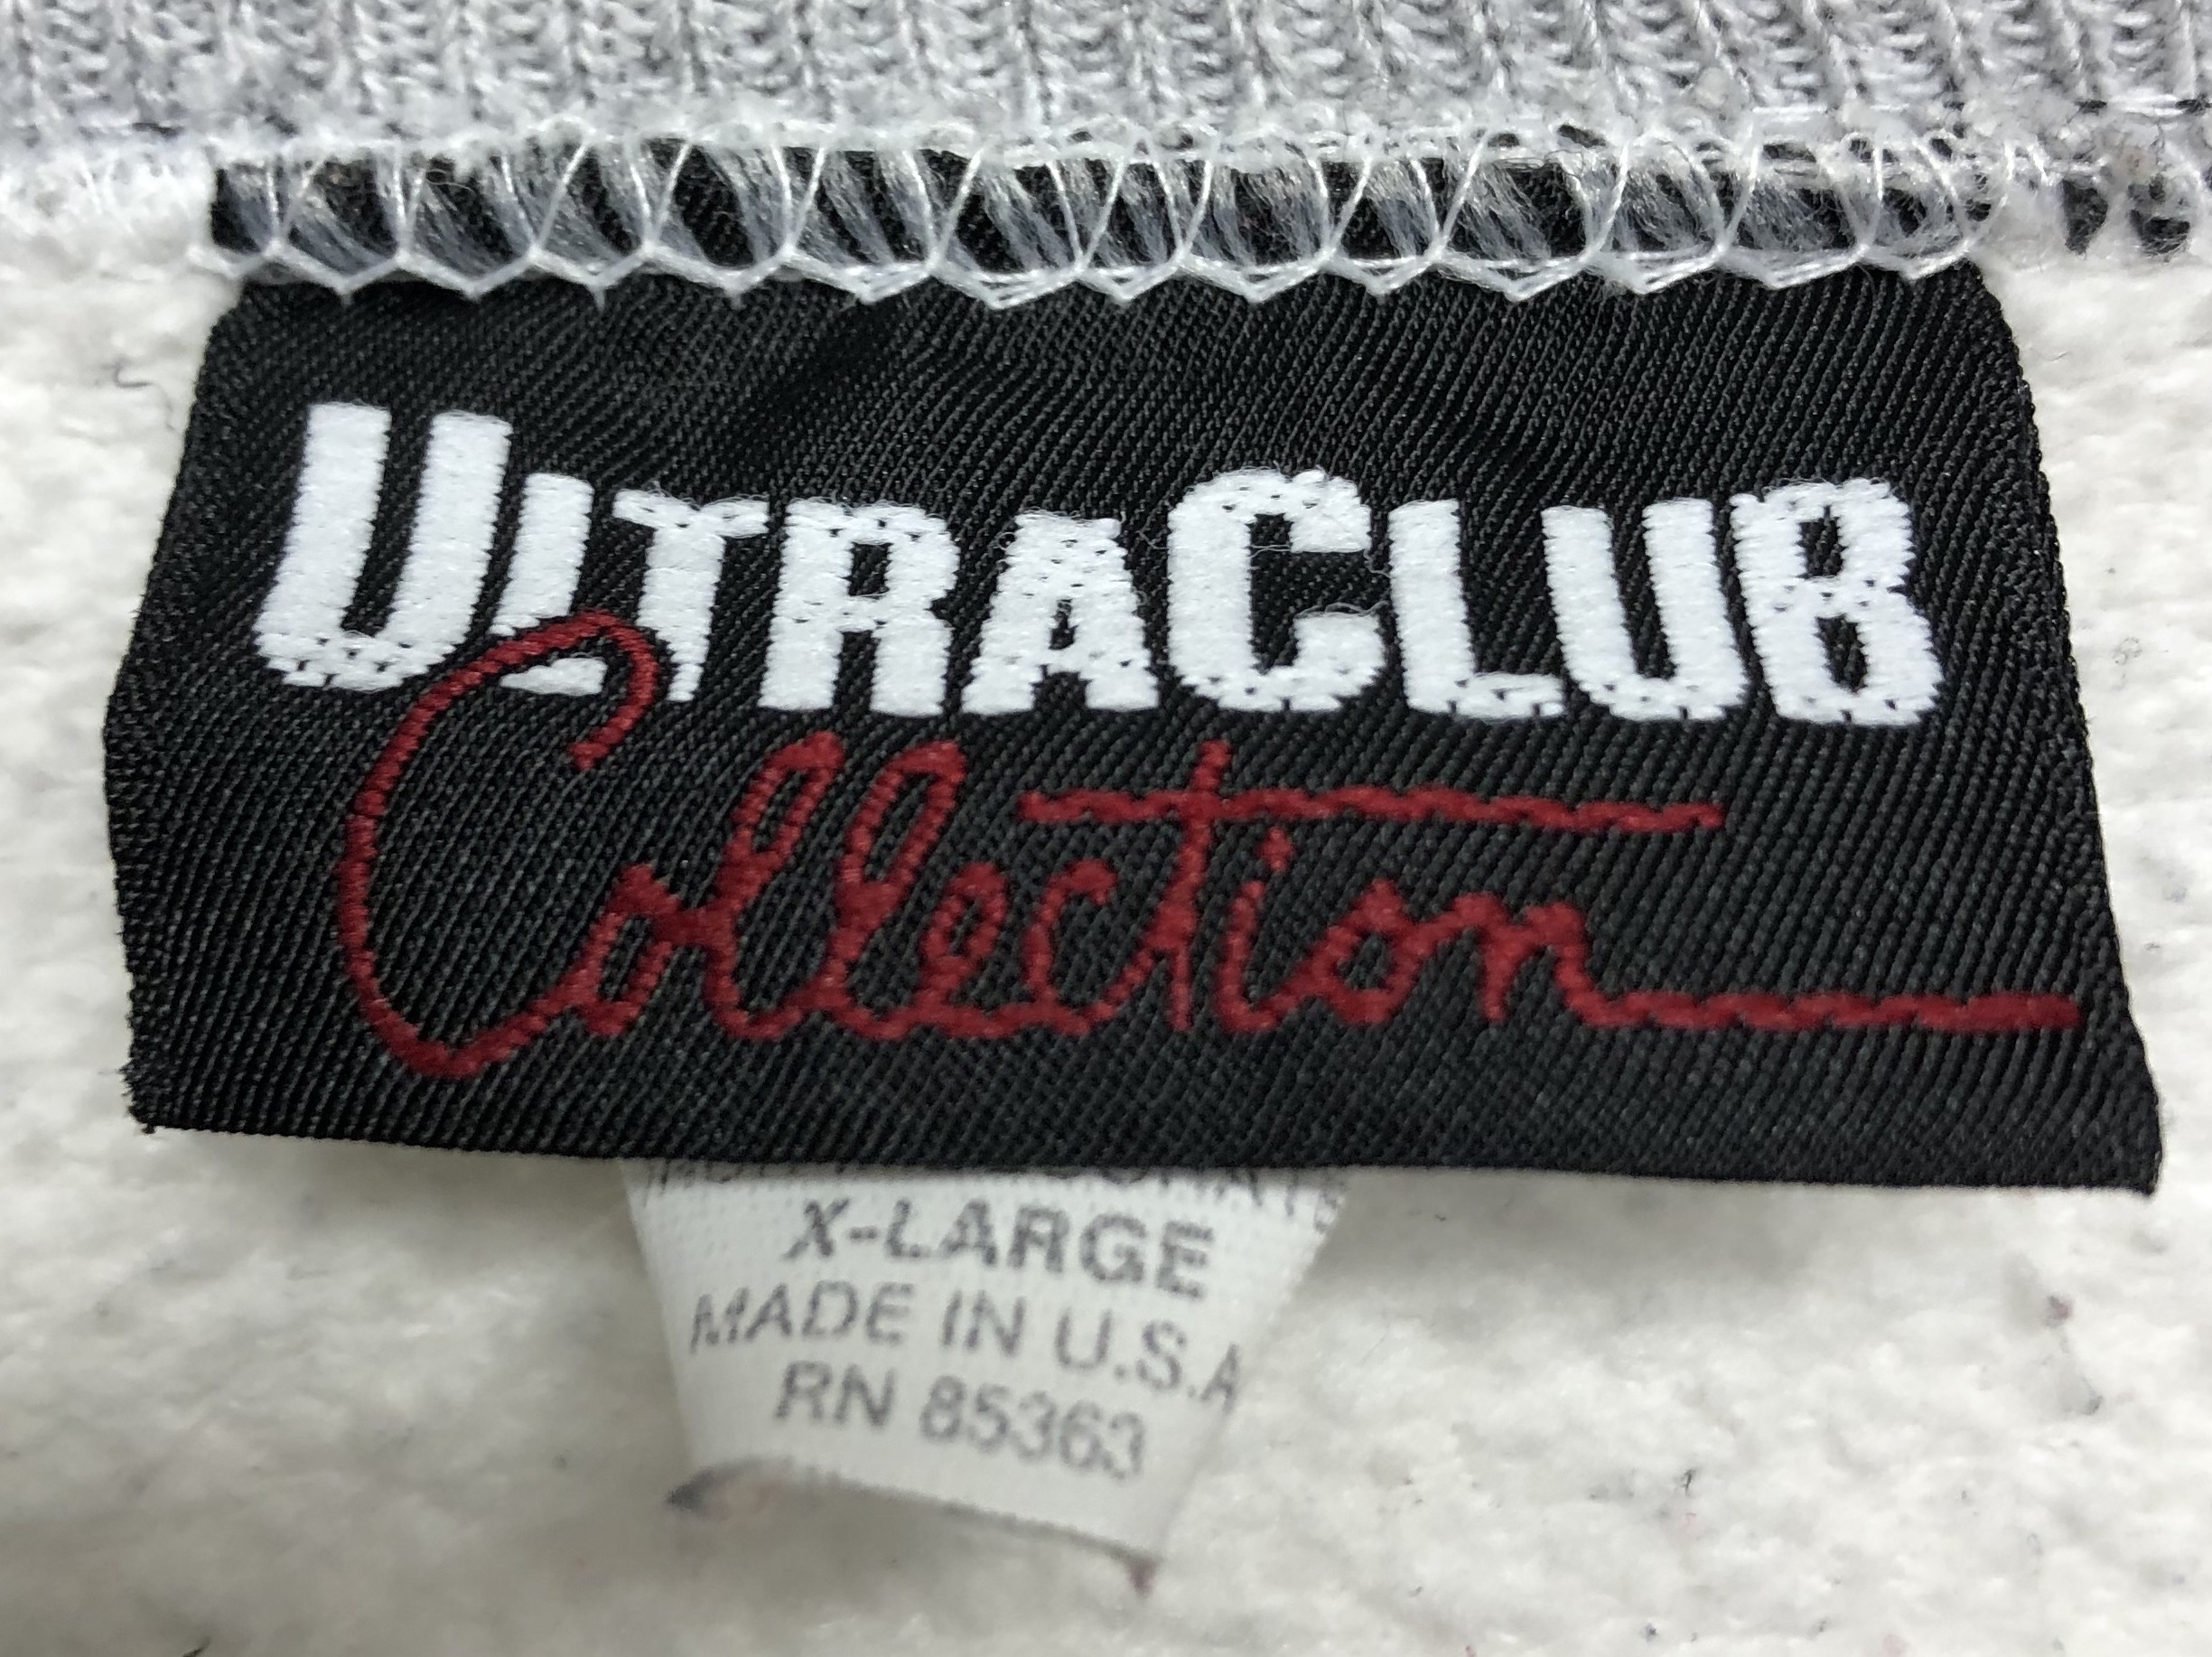 ULTRACLUB
Collection
X-LARGE
MADE IN U.S.A
RN 85363